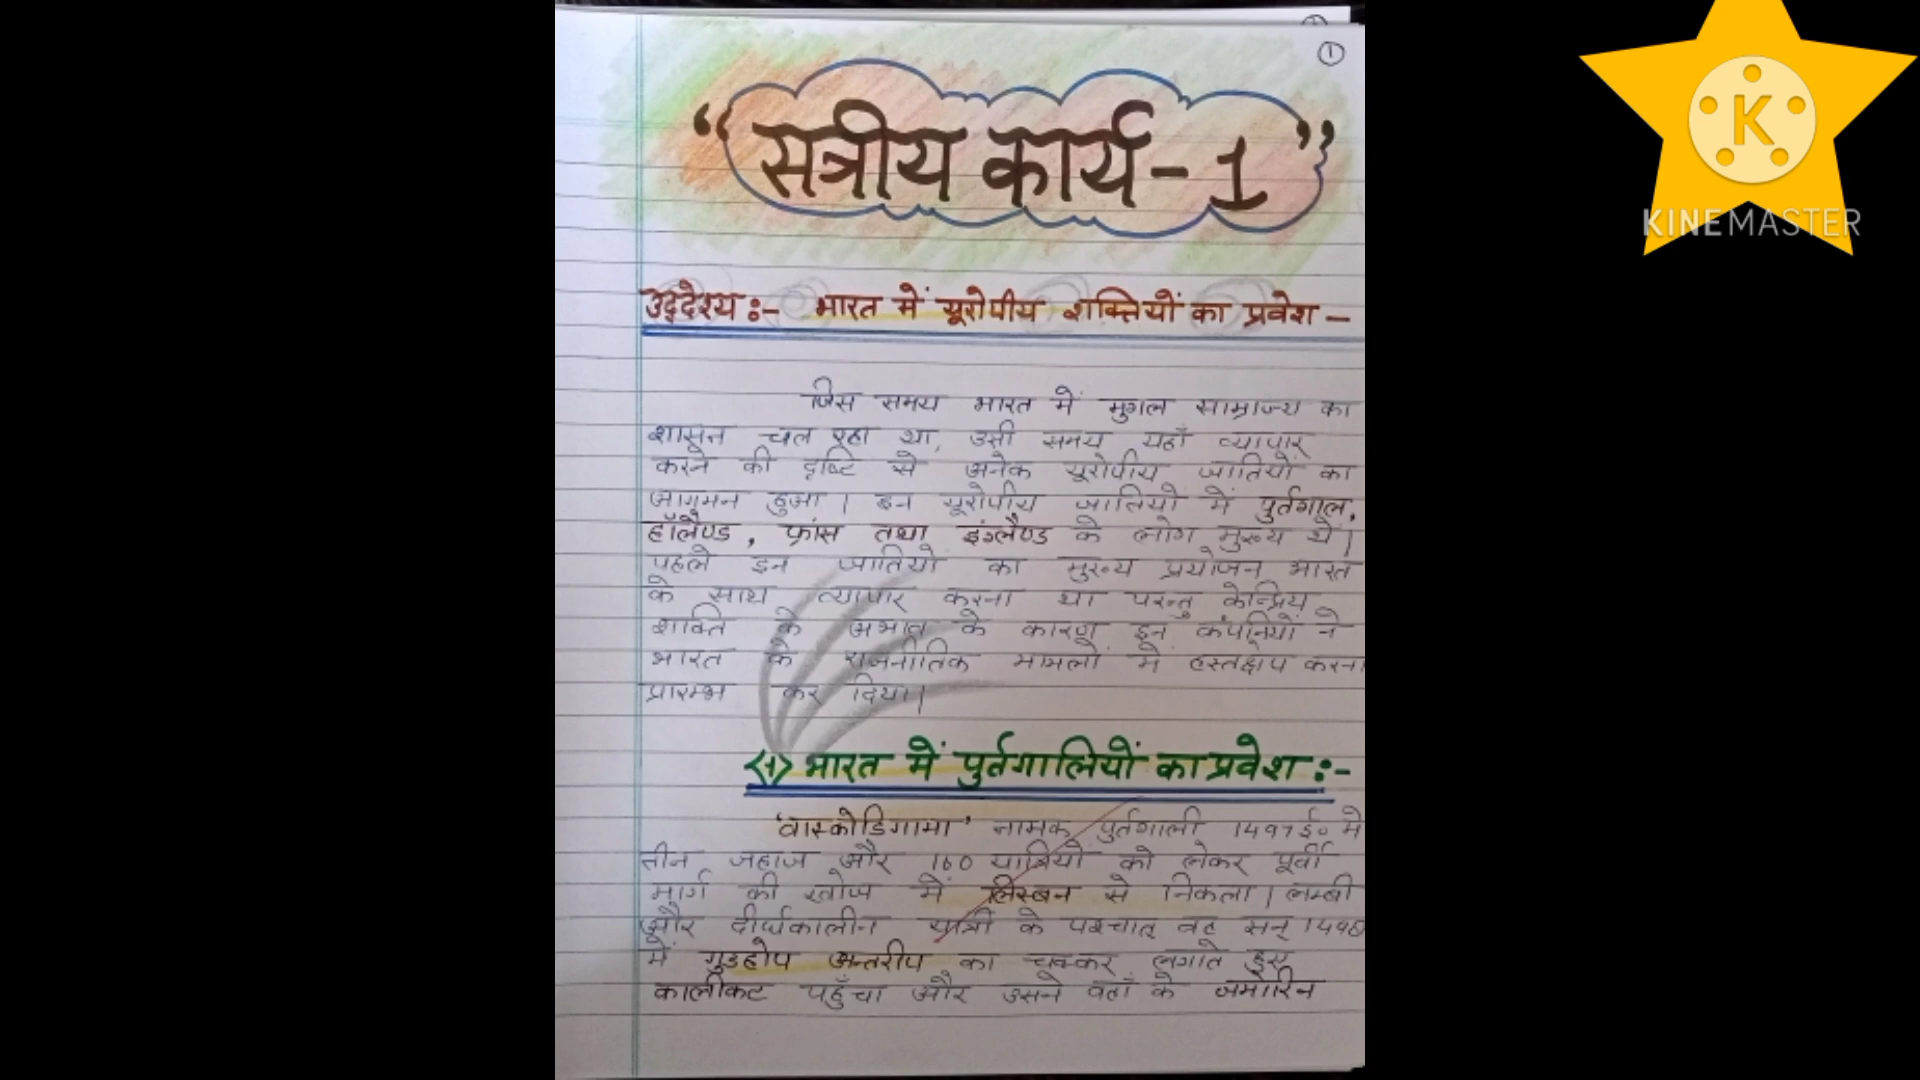 ①
“सत्रीय कार्य - 1”
उद्देश्य :- भारत में यूरोपीय शक्तियों का प्रवेश -
जिस समय भारत में मुगल साम्राज्य का
शासन चल रहा था, उसी समय यहाँ व्यापार
करने की दृष्टि से अनेक यूरोपीय जातियों का
आगमन हुआ। इन यूरोपीय जातियो में पुर्तगाल,
हॉलैण्ड, फ्रांस तथा इंग्लैण्ड के लोग मुख्य थे।
पहले इन जातियो का मुख्य प्रयोजन भारत
के साथ व्यापार करना था परन्तु केन्द्रिय
शक्ति के अभाव के कारण इन कंपनियों ने
भारत के राजनीतिक मामलों में हस्तक्षेप करना
प्रारम्भ कर दिया।
<1> भारत में पुर्तगालियों का प्रवेश :-
'वास्कोडिगामा' नामक पुर्तगाली 1497 ई० मे
तीन जहाज और 160 यात्रियो को लेकर पूर्वी
मार्ग की खोज में लिस्बन से निकला। लम्बी
और दीर्घकालीन यात्री के पश्चात् वह सन् 1498
में गुडहोप अन्तरीप का चक्कर लगाते हुए
कालीकट पहुँचा और उसने वहाँ के जमोरिन
K
KINEMASTER